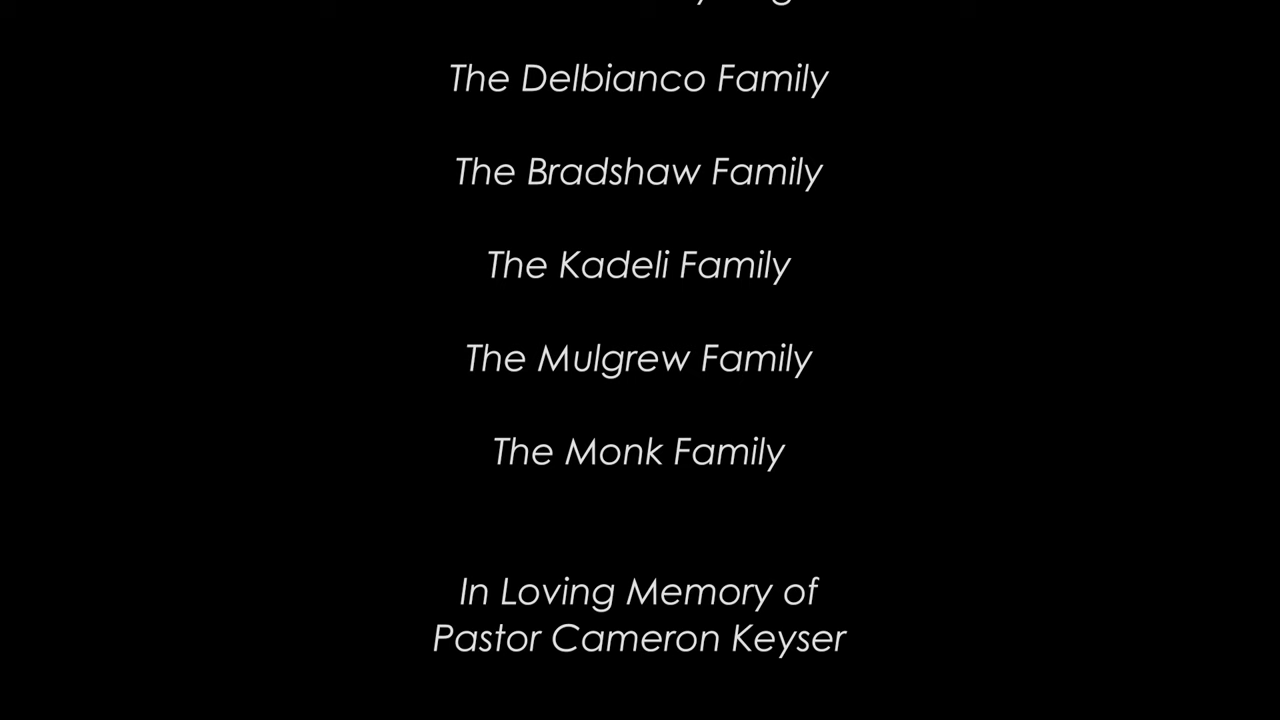 The Delbianco Family
The Bradshaw Family
The Kadeli Family
The Mulgrew Family
The Monk Family
In Loving Memory of
Pastor Cameron Keyser